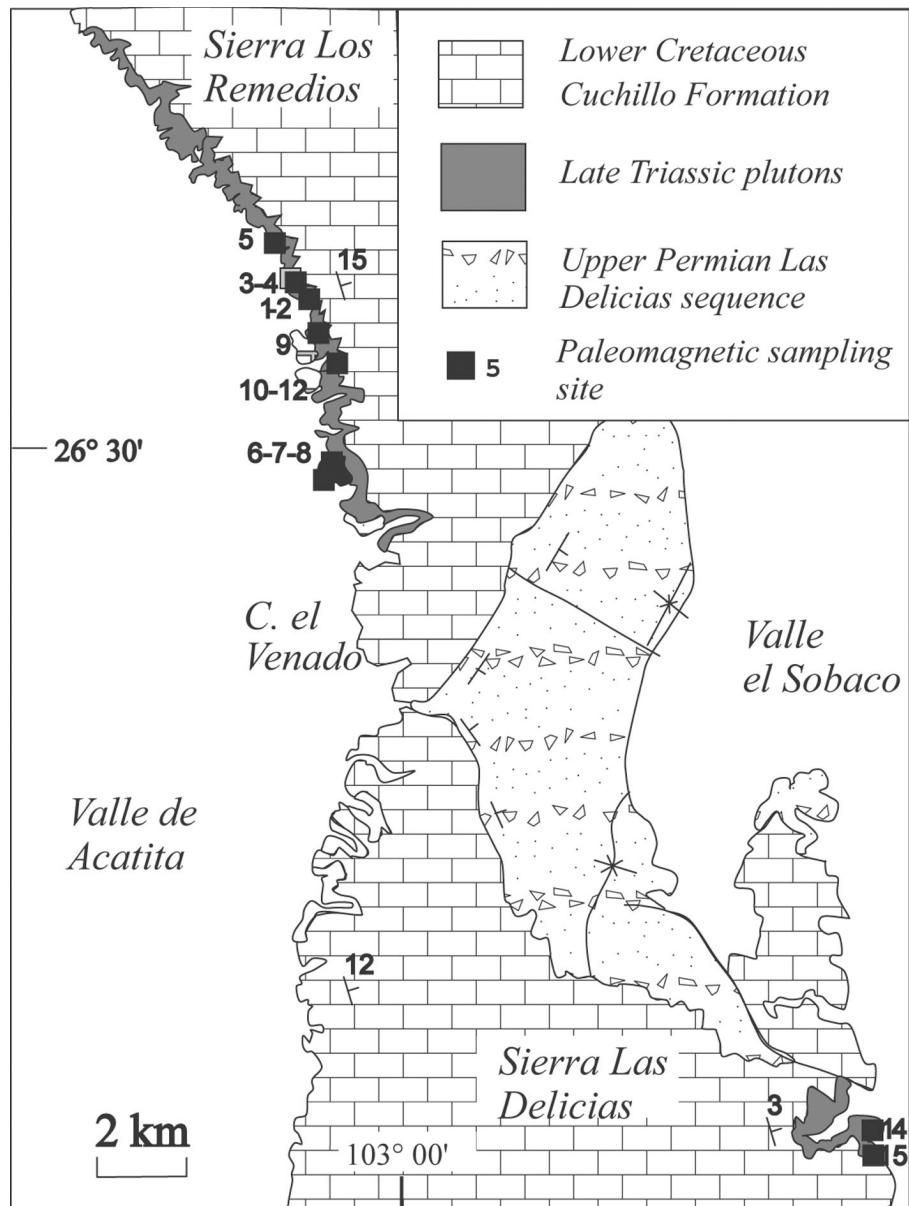 Sierra Los
Remedios
Lower Cretaceous
Cuchillo Formation
Late Triassic plutons
Upper Permian Las
Delicias sequence
5
Paleomagnetic sampling
site
5
15
3-4
1-2
9
10-12
26° 30'
6-7-8
C. el
Venado
Valle
el Sobaco
Valle de
Acatita
12
Sierra Las
Delicias
3
14
15
2 km
103° 00'